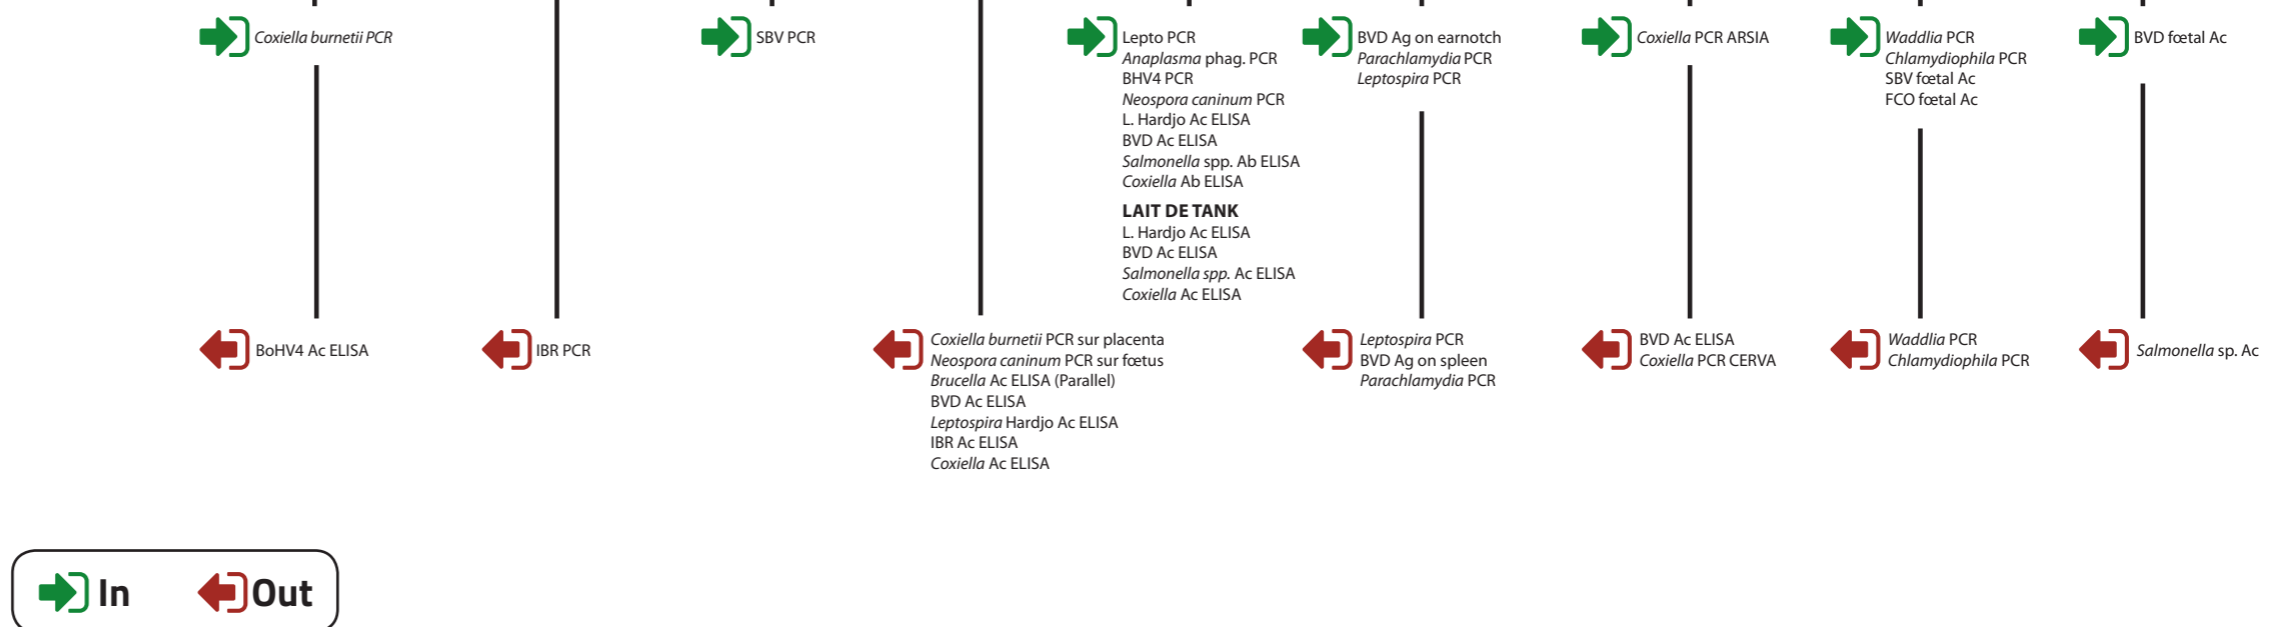 Coxiella burnetii PCR
SBV PCR
Lepto PCR
Anaplasma phag. PCR
BHV4 PCR
Neospora caninum PCR
L. Hardjo Ac ELISA
BVD Ac ELISA
Salmonella spp. Ab ELISA
Coxiella Ab ELISA
LAIT DE TANK
L. Hardjo Ac ELISA
BVD Ac ELISA
Salmonella spp. Ac ELISA
Coxiella Ac ELISA
BVD Ag on earnotch
Parachlamydia PCR
Leptospira PCR
Coxiella PCR ARSIA
Waddlia PCR
Chlamydiophila PCR
SBV fœtal Ac
FCO fœtal Ac
BVD fœtal Ac
BoHV4 Ac ELISA
IBR PCR
Coxiella burnetii PCR sur placenta
Neospora caninum PCR sur fœtus
Brucella Ac ELISA (Parallel)
BVD Ac ELISA
Leptospira Hardjo Ac ELISA
IBR Ac ELISA
Coxiella Ac ELISA
Leptospira PCR
BVD Ag on spleen
Parachlamydia PCR
BVD Ac ELISA
Coxiella PCR CERVA
Waddlia PCR
Chlamydiophila PCR
Salmonella sp. Ac
In
Out